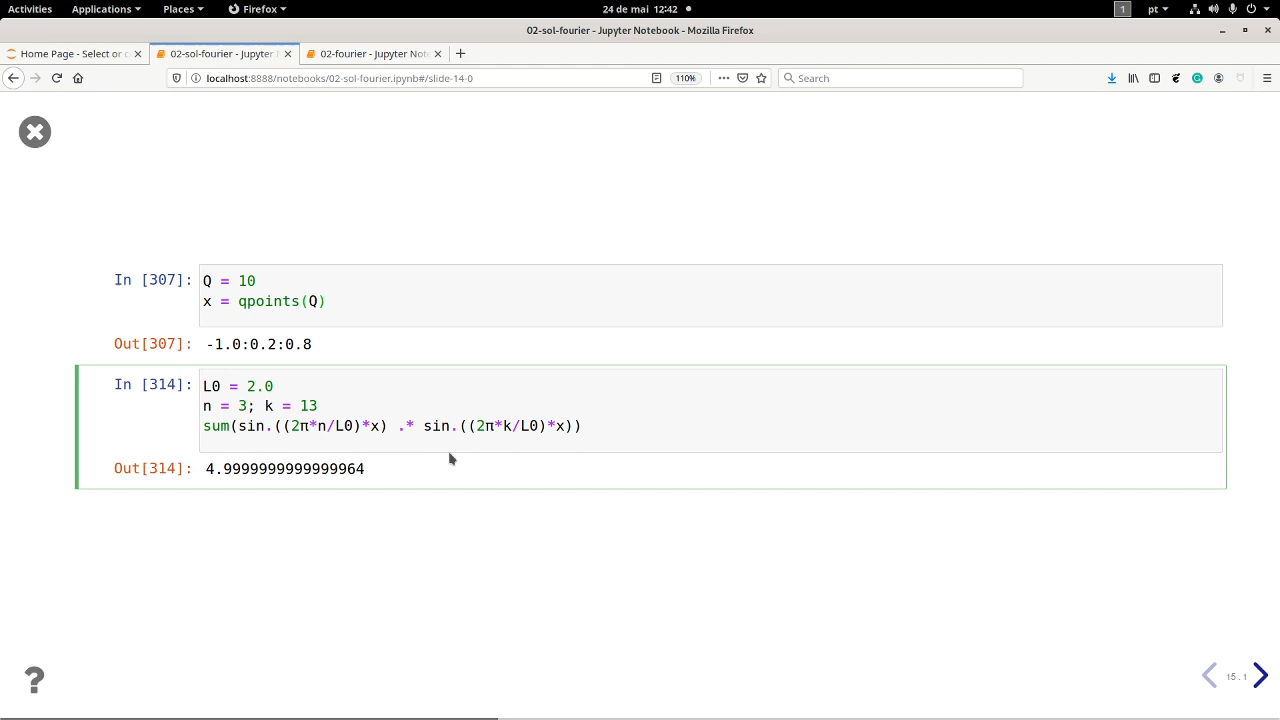 Activities Applications Places Firefox 24 de mai 12:42 1 pt
02-sol-fourier - Jupyter Notebook - Mozilla Firefox
Home Page - Select or c 02-sol-fourier - Jupyter 02-fourier - Jupyter Note
localhost:8888/notebooks/02-sol-fourier.ipynb#/slide-14-0 110% Search
In [307]: Q = 10
x = qpoints(Q)
Out[307]: -1.0:0.2:0.8
In [314]: L0 = 2.0
n = 3; k = 13
sum(sin.((2π*n/L0)*x) .* sin.((2π*k/L0)*x))
Out[314]: 4.9999999999999964
?
15.1